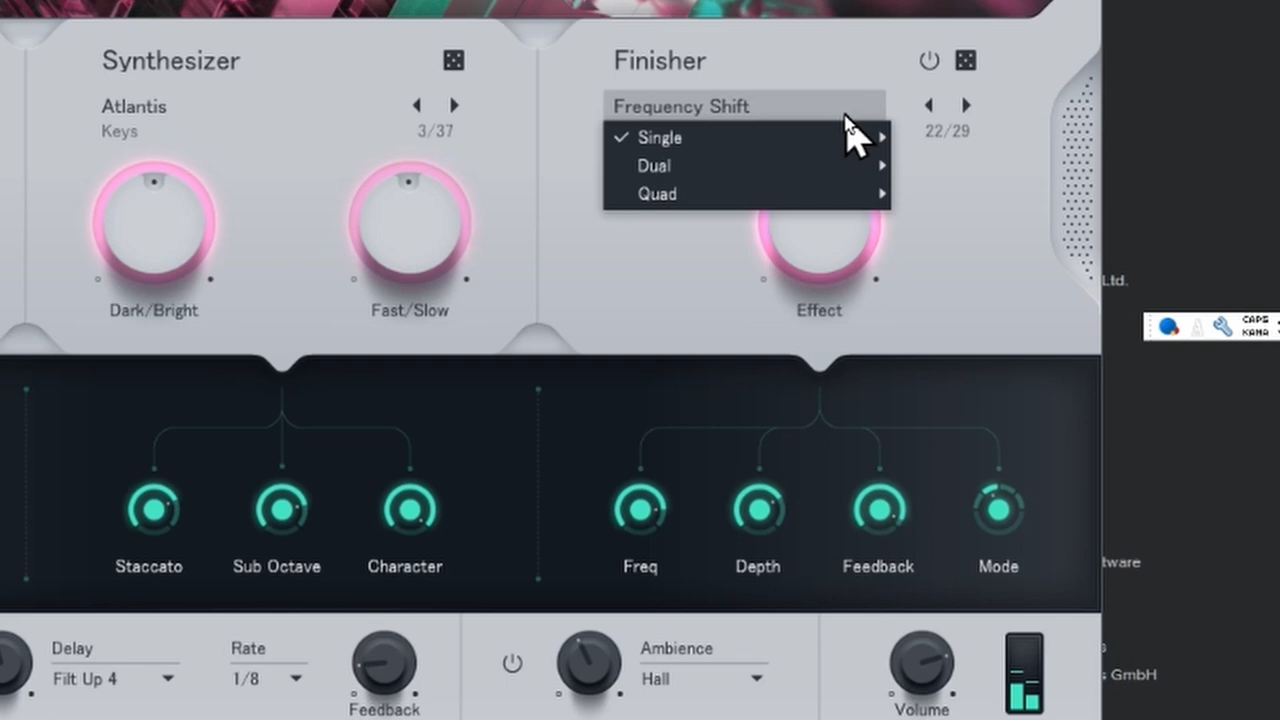 Synthesizer
Finisher
Atlantis
Keys
3/37
Frequency Shift
22/29
Single
Dual
Quad
Dark/Bright
Fast/Slow
Effect
Ltd.
CAPS
KANA
Staccato
Sub Octave
Character
Freq
Depth
Feedback
Mode
tware
Delay
Rate
Ambience
s
Filt Up 4
1/8
Hall
s GmbH
Feedback
Volume